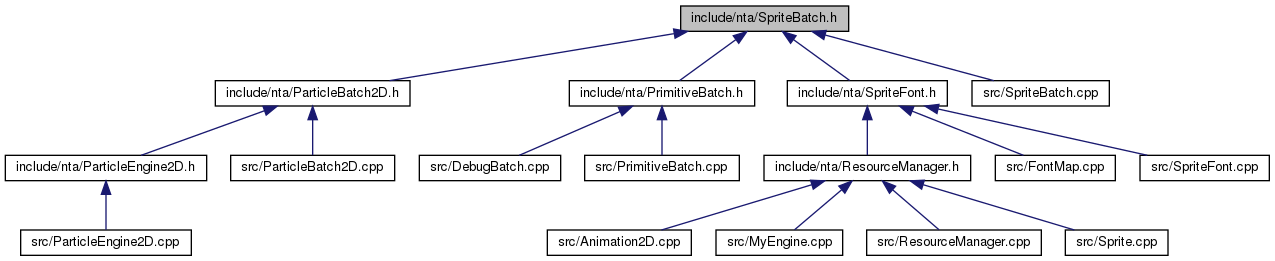 include/nta/SpriteBatch.h
include/nta/ParticleBatch2D.h
include/nta/PrimitiveBatch.h
include/nta/SpriteFont.h
src/SpriteBatch.cpp
include/nta/ParticleEngine2D.h
src/ParticleBatch2D.cpp
src/DebugBatch.cpp
src/PrimitiveBatch.cpp
include/nta/ResourceManager.h
src/FontMap.cpp
src/SpriteFont.cpp
src/ParticleEngine2D.cpp
src/Animation2D.cpp
src/MyEngine.cpp
src/ResourceManager.cpp
src/Sprite.cpp